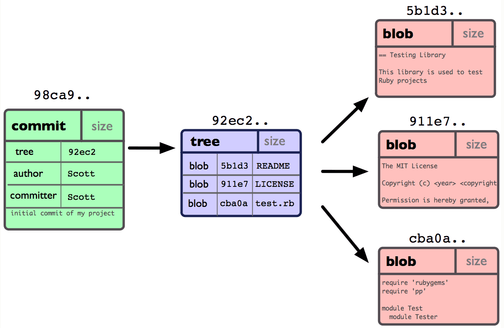 98ca9..
commit size
tree 92ec2
author Scott
committer Scott
initial commit of my project
92ec2..
tree size
blob 5b1d3 README
blob 911e7 LICENSE
blob cba0a test.rb
5b1d3..
blob size
== Testing Library
This library is used to test
Ruby projects
911e7..
blob size
The MIT License
Copyright (c) <year> <copyright
Permission is hereby granted,
cba0a..
blob size
require 'rubygems'
require 'pp'
module Test
module Tester